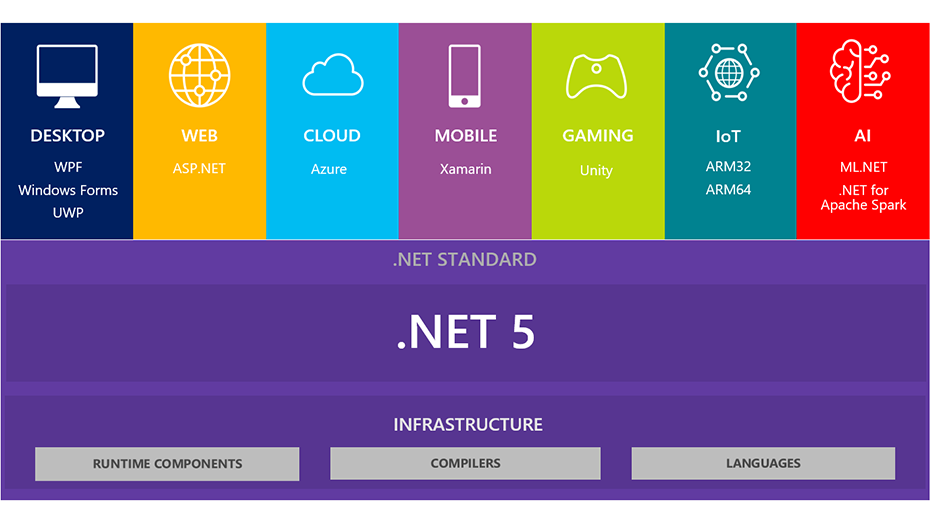 DESKTOP
WPF
Windows Forms
UWP
WEB
ASP.NET
CLOUD
Azure
MOBILE
Xamarin
GAMING
Unity
IoT
ARM32
ARM64
AI
ML.NET
.NET for
Apache Spark
.NET STANDARD
.NET 5
INFRASTRUCTURE
RUNTIME COMPONENTS
COMPILERS
LANGUAGES